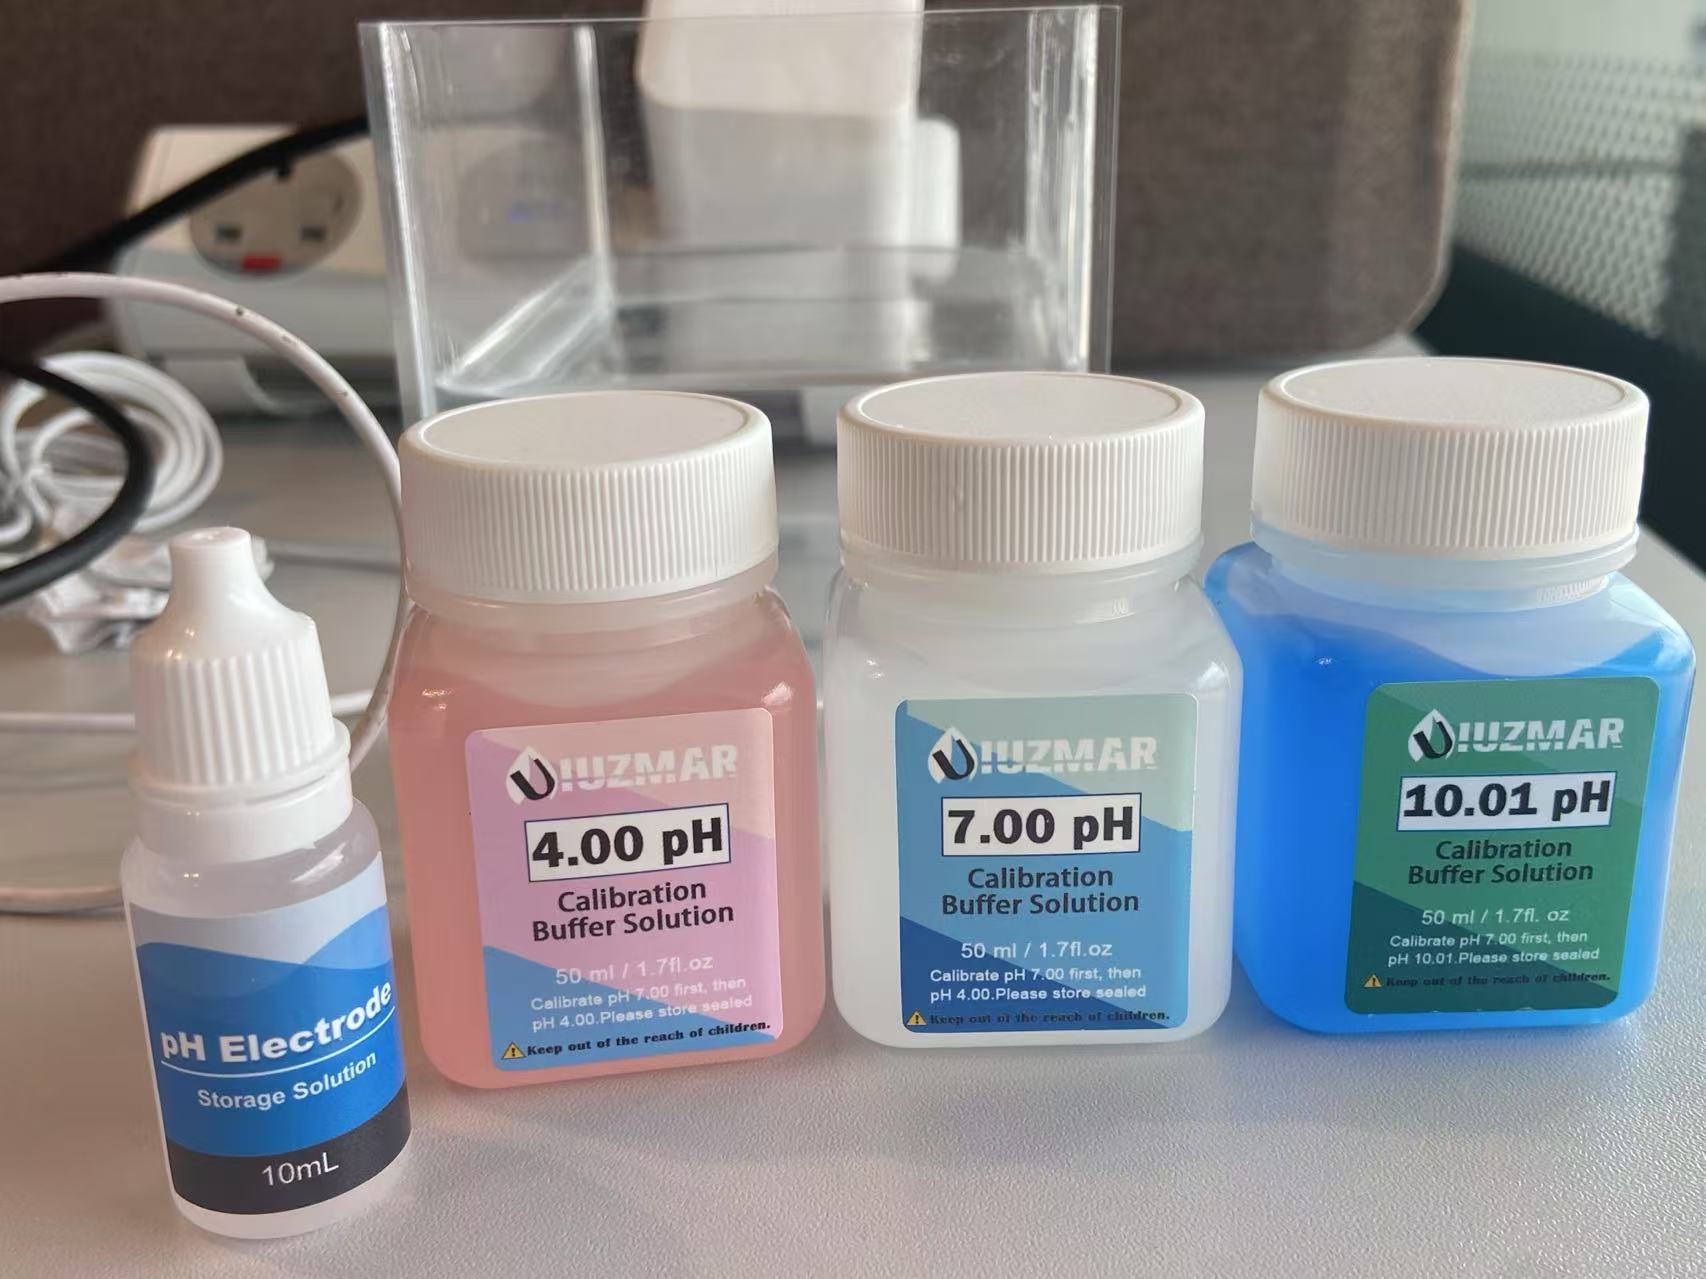 pH Electrode
Storage Solution
10mL
UIUZMAR
4.00 pH
Calibration
Buffer Solution
50 ml / 1.7fl.oz
Calibrate pH 7.00 first, then
pH 4.00.Please store sealed
Keep out of the reach of children.
UIUZMAR
7.00 pH
Calibration
Buffer Solution
50 ml / 1.7fl.oz
Calibrate pH 7.00 first, then
pH 4.00.Please store sealed
Keep out of the reach of children.
UIUZMAR
10.01 pH
Calibration
Buffer Solution
50 ml / 1.7fl. oz
Calibrate pH 7.00 first, then
pH 10.01.Please store sealed
Keep out of the reach of children.